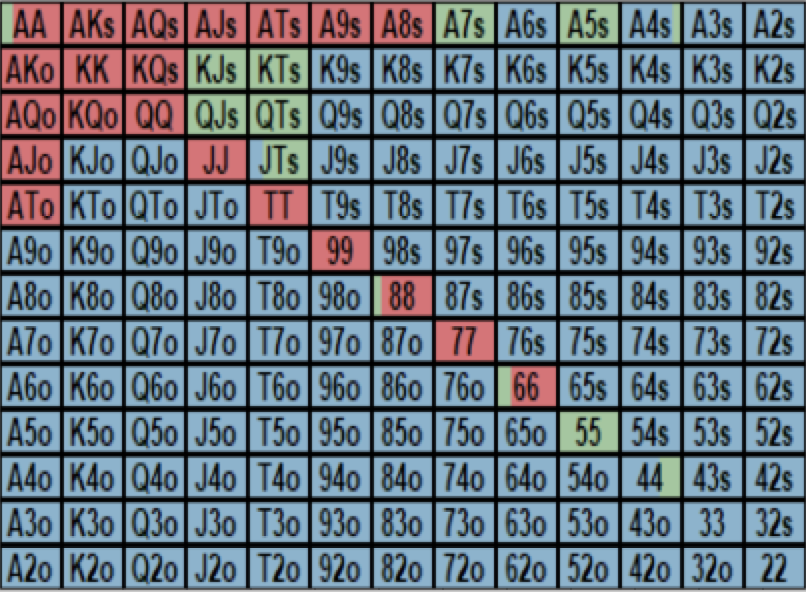 AA AKs AQs AJs ATs A9s A8s A7s A6s A5s A4s A3s A2s
AKo KK KQs KJs KTs K9s K8s K7s K6s K5s K4s K3s K2s
AQo KQo QQ QJs QTs Q9s Q8s Q7s Q6s Q5s Q4s Q3s Q2s
AJo KJo QJo JJ JTs J9s J8s J7s J6s J5s J4s J3s J2s
ATo KTo QTo JTo TT T9s T8s T7s T6s T5s T4s T3s T2s
A9o K9o Q9o J9o T9o 99 98s 97s 96s 95s 94s 93s 92s
A8o K8o Q8o J8o T8o 98o 88 87s 86s 85s 84s 83s 82s
A7o K7o Q7o J7o T7o 97o 87o 77 76s 75s 74s 73s 72s
A6o K6o Q6o J6o T6o 96o 86o 76o 66 65s 64s 63s 62s
A5o K5o Q5o J5o T5o 95o 85o 75o 65o 55 54s 53s 52s
A4o K4o Q4o J4o T4o 94o 84o 74o 64o 54o 44 43s 42s
A3o K3o Q3o J3o T3o 93o 83o 73o 63o 53o 43o 33 32s
A2o K2o Q2o J2o T2o 92o 82o 72o 62o 52o 42o 32o 22